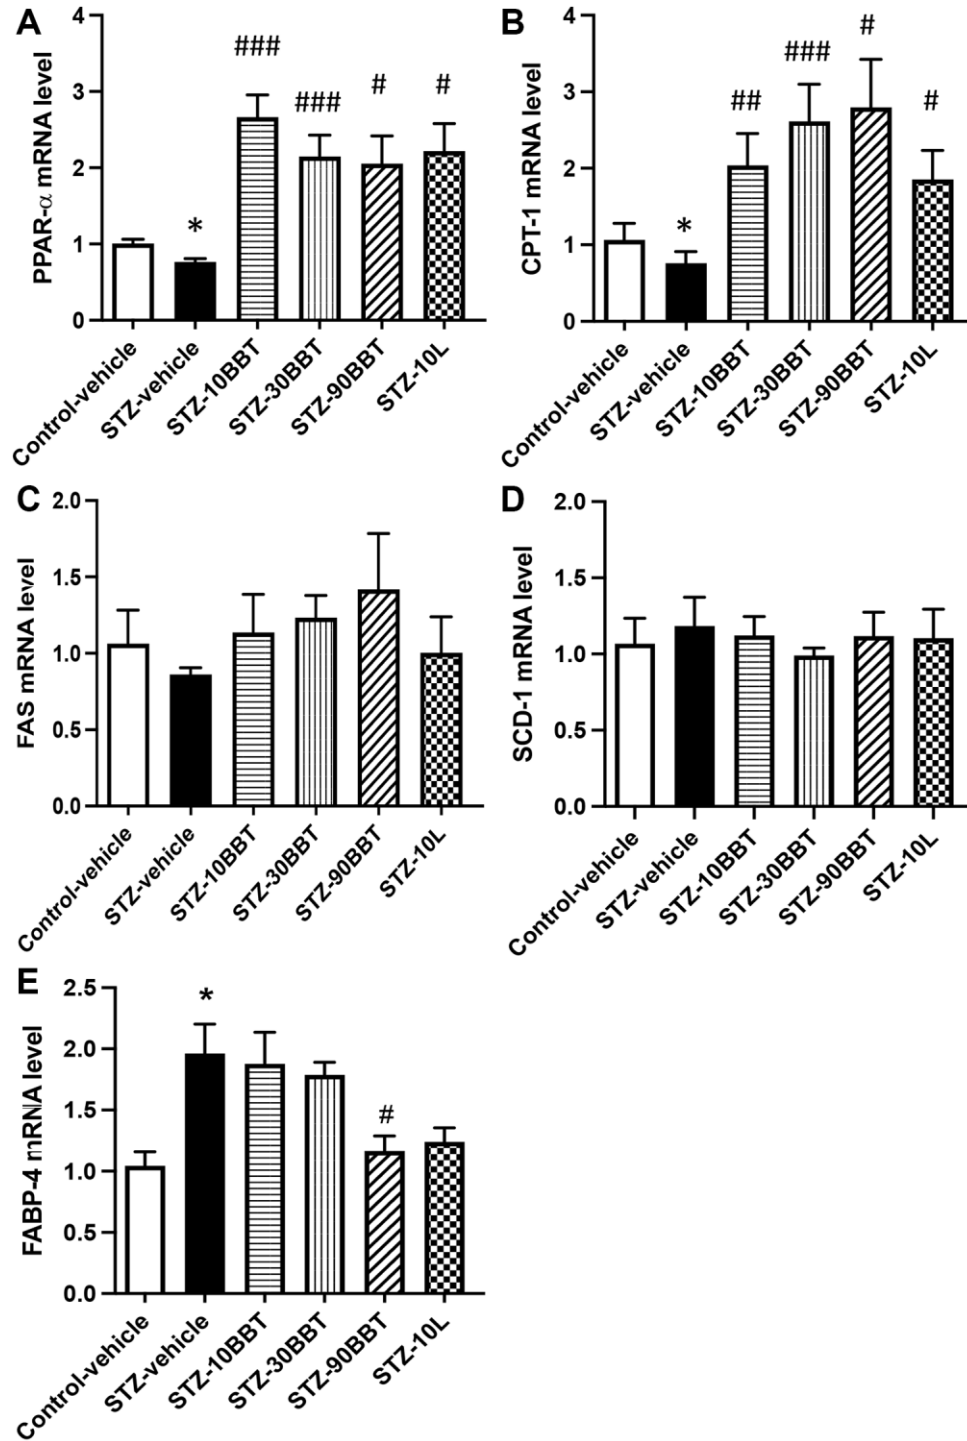 A
PPAR-α mRNA level
4
3
2
1
0
*
###
###
#
#
Control-vehicle
STZ-vehicle
STZ-10BBT
STZ-30BBT
STZ-90BBT
STZ-10L
B
CPT-1 mRNA level
4
3
2
1
0
*
##
###
#
#
Control-vehicle
STZ-vehicle
STZ-10BBT
STZ-30BBT
STZ-90BBT
STZ-10L
C
FAS mRNA level
2.0
1.5
1.0
0.5
0.0
Control-vehicle
STZ-vehicle
STZ-10BBT
STZ-30BBT
STZ-90BBT
STZ-10L
D
SCD-1 mRNA level
2.0
1.5
1.0
0.5
0.0
Control-vehicle
STZ-vehicle
STZ-10BBT
STZ-30BBT
STZ-90BBT
STZ-10L
E
FABP-4 mRNA level
2.5
2.0
1.5
1.0
0.5
0.0
*
#
Control-vehicle
STZ-vehicle
STZ-10BBT
STZ-30BBT
STZ-90BBT
STZ-10L